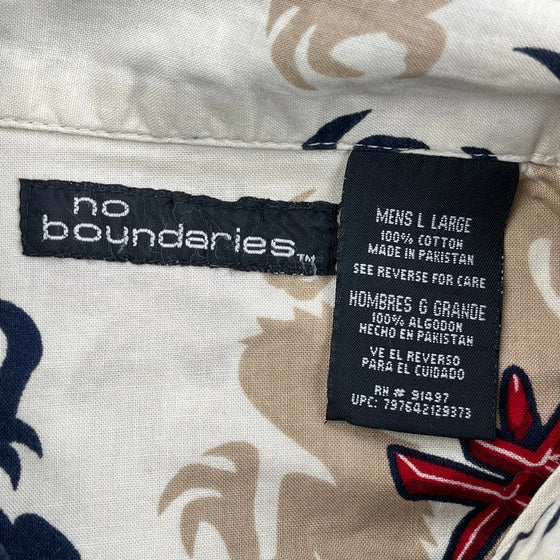 no
boundaries™
MENS L LARGE
100% COTTON
MADE IN PAKISTAN
SEE REVERSE FOR CARE
HOMBRES G GRANDE
100% ALGODON
HECHO EN PAKISTAN
VE EL REVERSO
PARA EL CUIDADO
RN # 91497
UPC: 797642129373